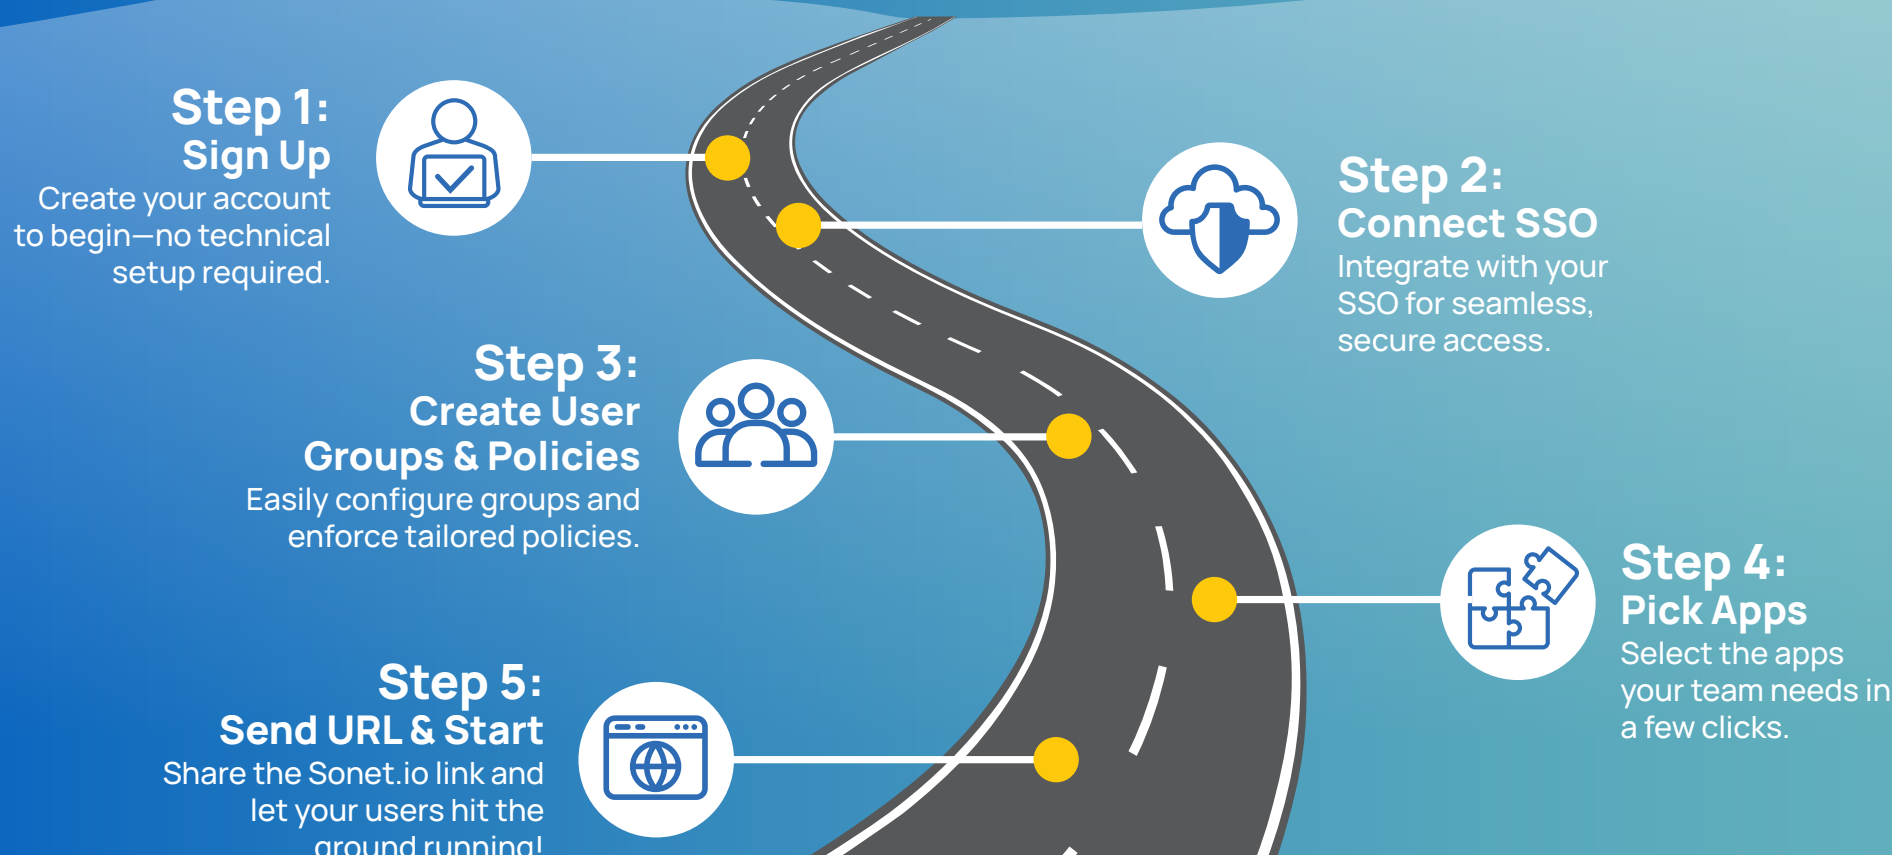 Step 1:
Sign Up
Create your account
to begin—no technical
setup required.
Step 2:
Connect SSO
Integrate with your
SSO for seamless,
secure access.
Step 3:
Create User
Groups & Policies
Easily configure groups and
enforce tailored policies.
Step 4:
Pick Apps
Select the apps
your team needs in
a few clicks.
Step 5:
Send URL & Start
Share the Sonet.io link and
let your users hit the
ground running!